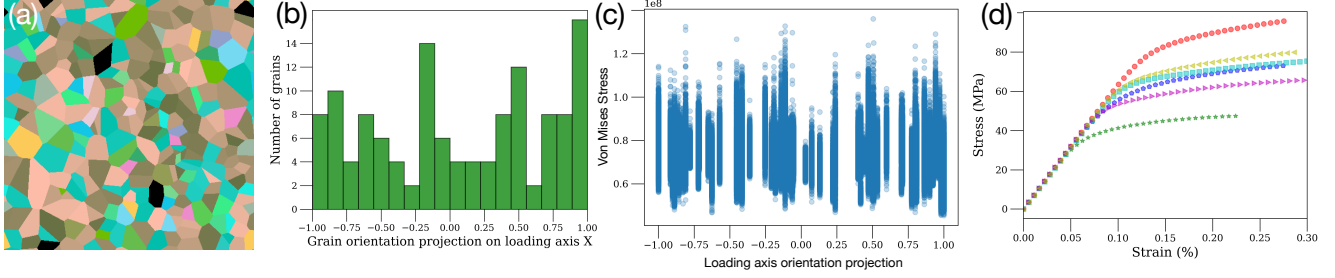 (a)
(b)
Number of grains
14
12
10
8
6
4
2
0
−1.00 −0.75 −0.50 −0.25 0.00 0.25 0.50 0.75 1.00
Grain orientation projection on loading axis X
(c)
1e8
Von Mises Stress
1.4
1.2
1.0
0.8
0.6
−1.00 −0.75 −0.50 −0.25 0.00 0.25 0.50 0.75 1.00
Loading axis orientation projection
(d)
Stress (MPa)
80
60
40
20
0
0.00 0.05 0.10 0.15 0.20 0.25 0.30
Strain (%)